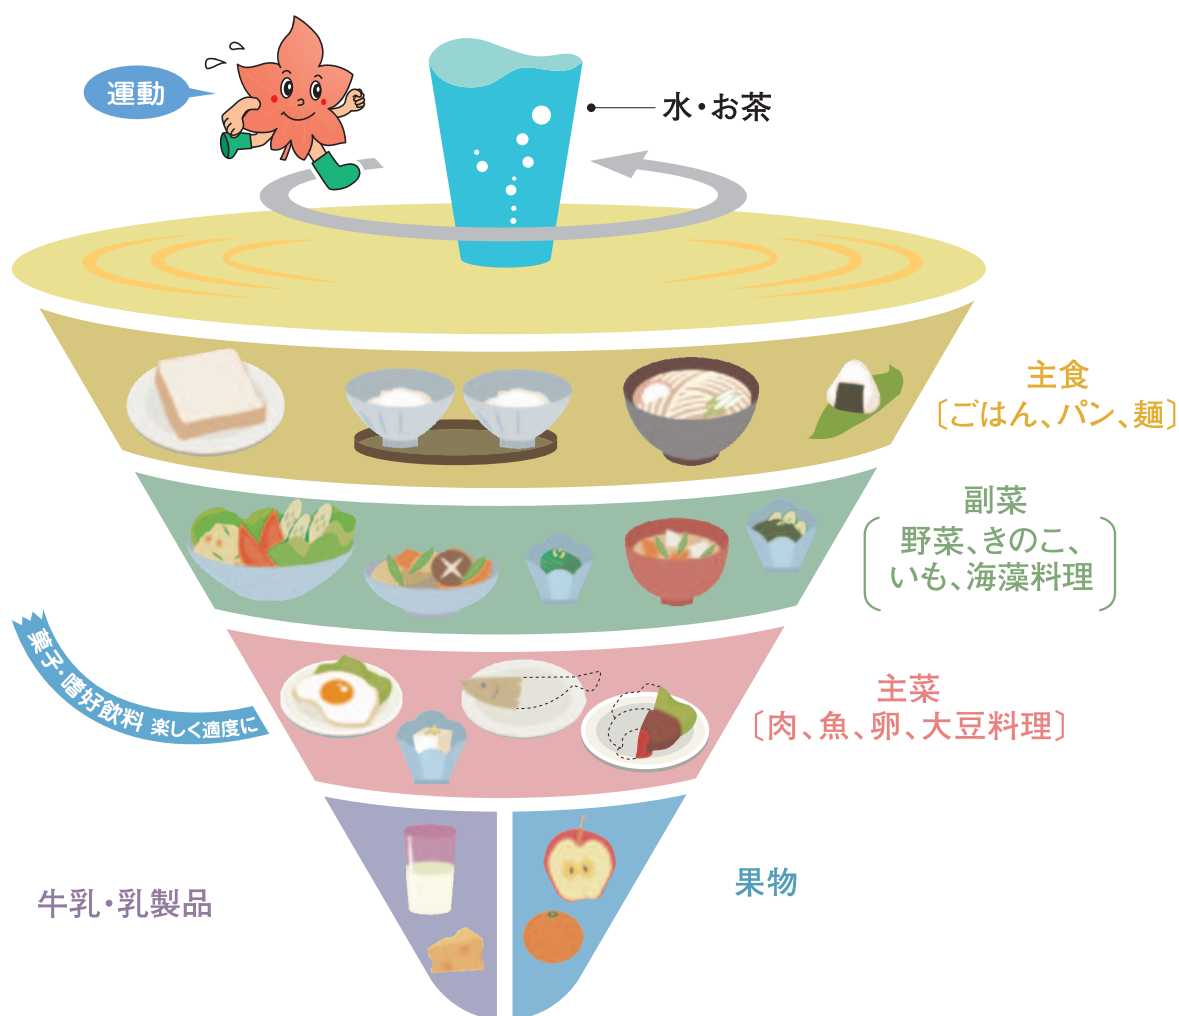 運動
水・お茶
主食
〔ごはん、パン、麺〕
副菜
野菜、きのこ、
いも、海藻料理
菓子・嗜好飲料 楽しく適度に
主菜
〔肉、魚、卵、大豆料理〕
牛乳・乳製品
果物